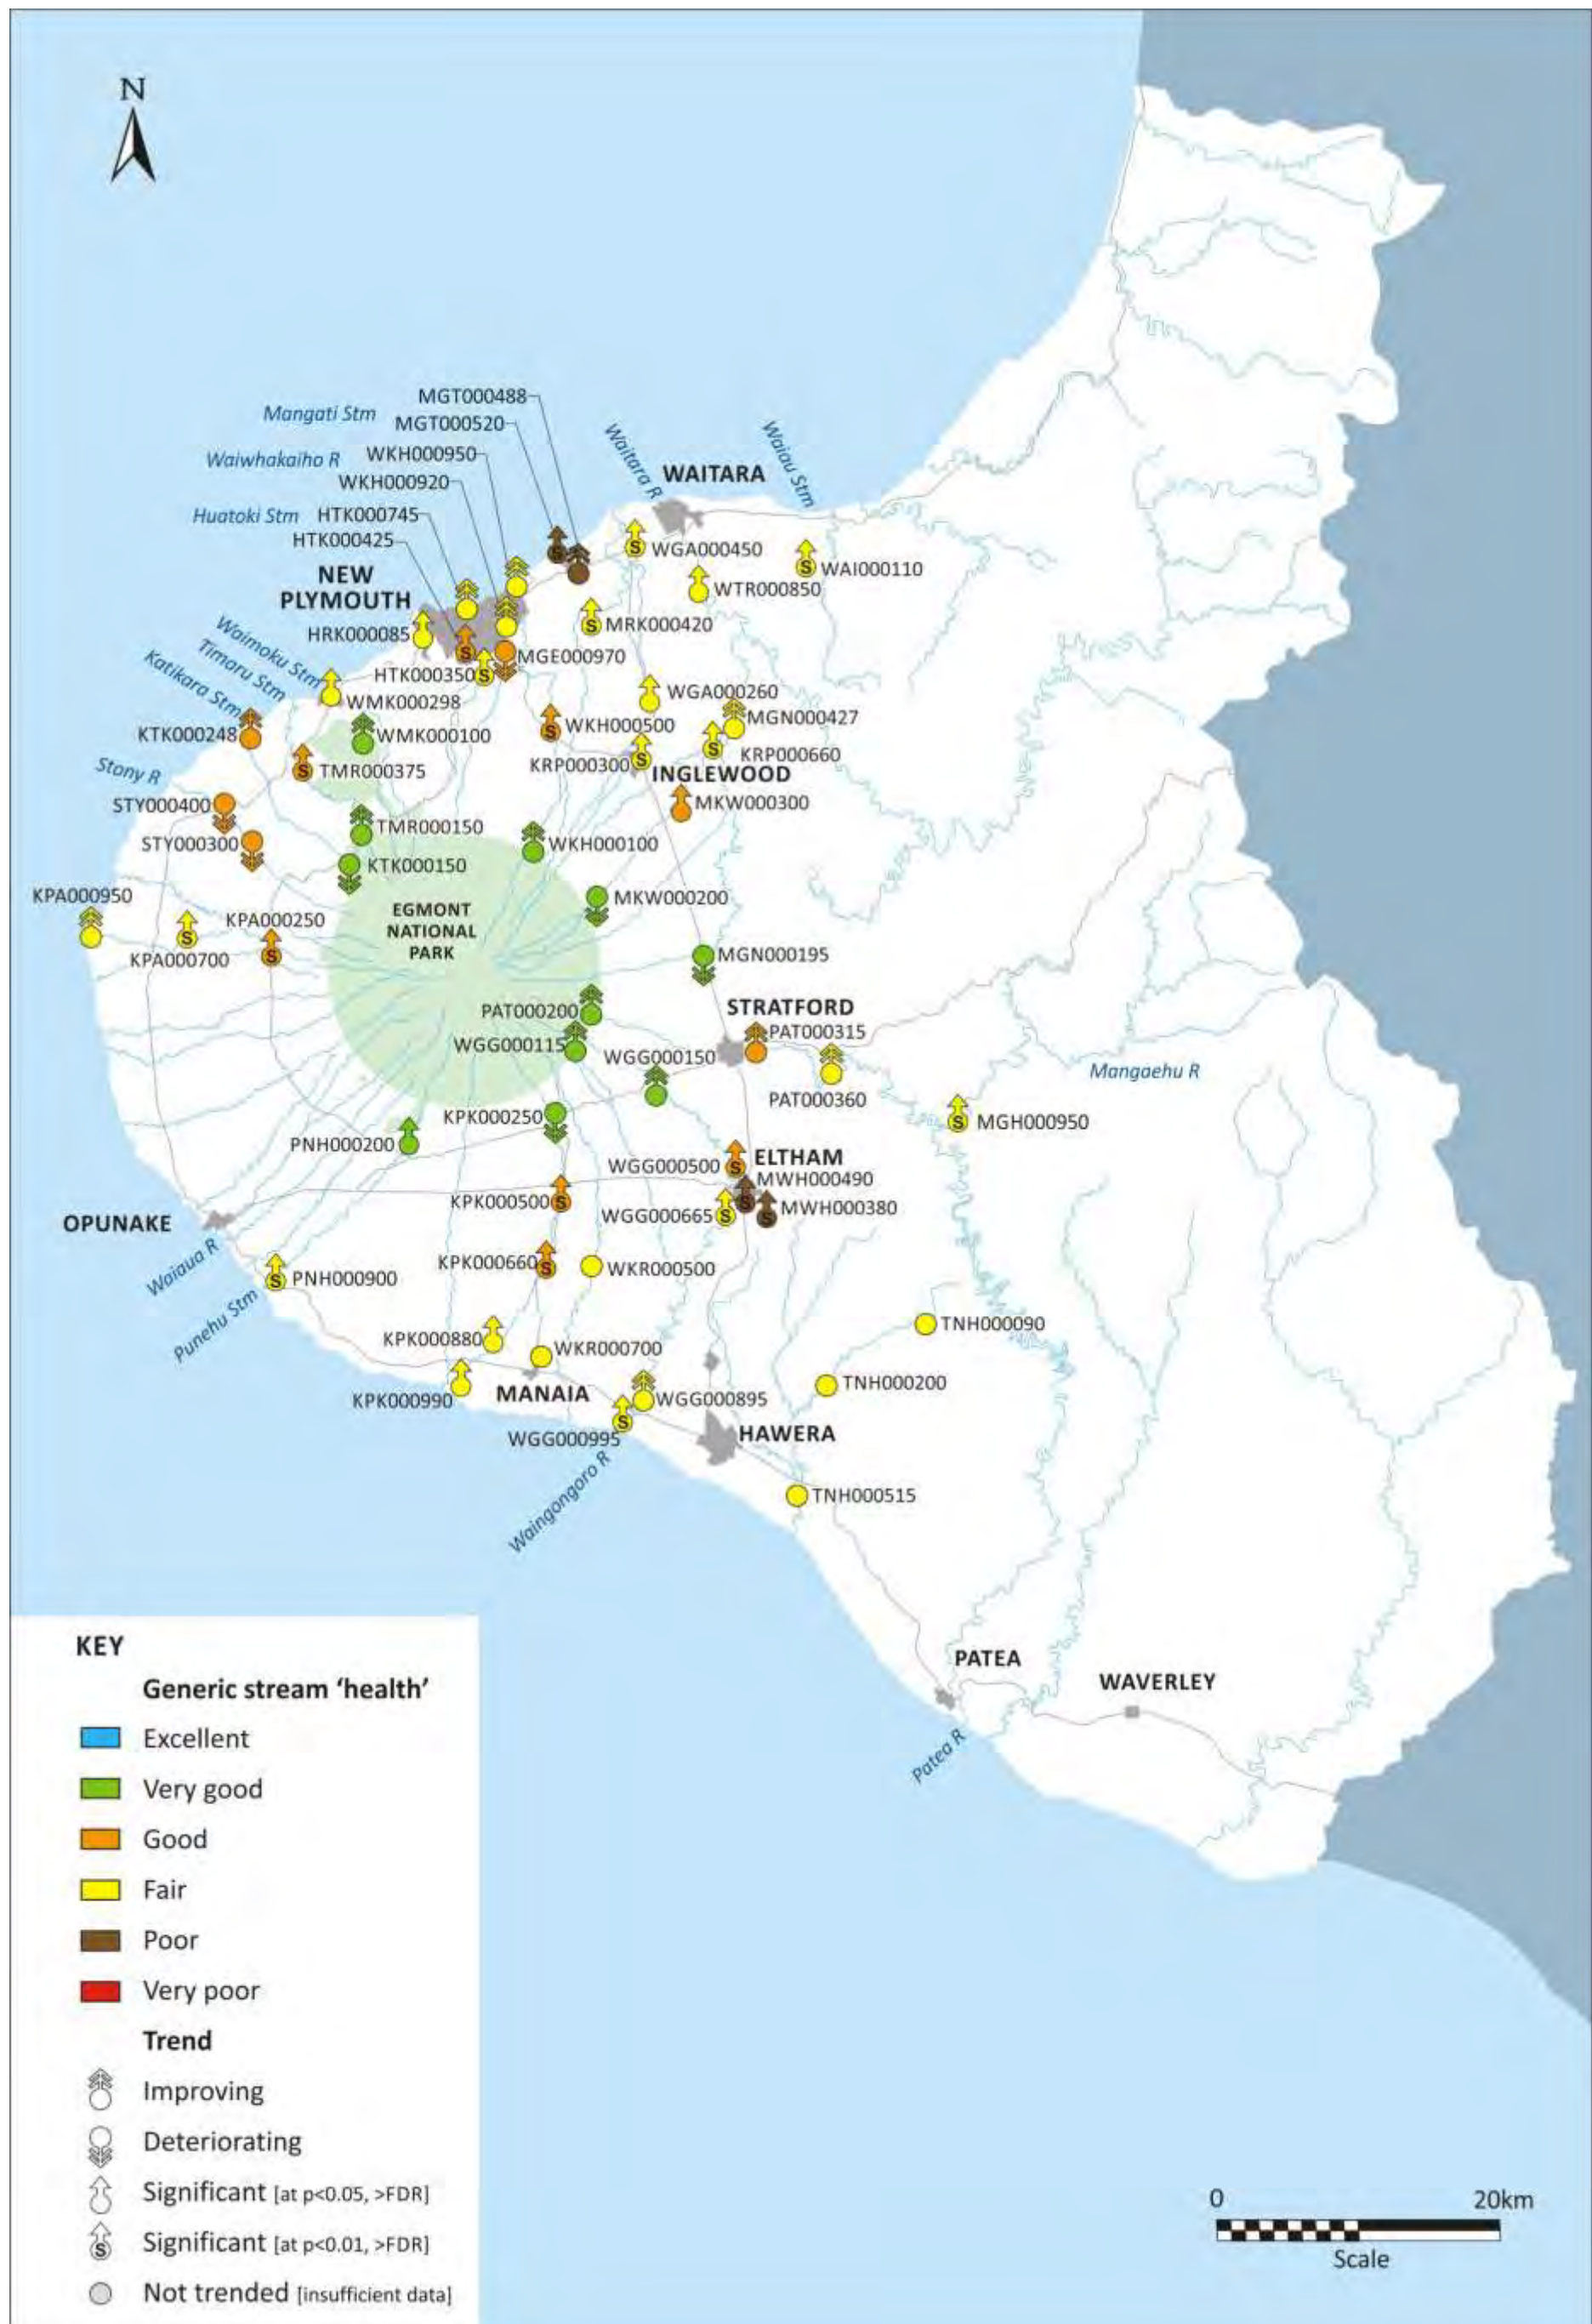 N
MGT000488
Mangati Stm
MGT000520
Waiwhakaiho R
WKH000950
WKH000920
Huatoki Stm
HTK000745
HTK000425
Waitara R
WAITARA
Waiau Stm
NEW
PLYMOUTH
WGA000450
WAI000110
WTR000850
HRK000085
MRK000420
MGE000970
HTK000350
Waimoku Stm
Timaru Stm
Katikara Stm
WMK000298
WGA000260
MGN000427
KTK000248
WMK000100
WKH000500
KRP000660
TMR000375
KRP000300
INGLEWOOD
Stony R
STY000400
MKW000300
STY000300
TMR000150
WKH000100
KTK000150
KPA000950
MKW000200
KPA000250
EGMONT
NATIONAL
PARK
KPA000700
MGN000195
PAT000200
STRATFORD
PAT000315
WGG000115
WGG000150
Mangaehu R
PAT000360
KPK000250
MGH000950
PNH000200
WGG000500
ELTHAM
MWH000490
KPK000500
WGG000665
MWH000380
OPUNAKE
Waiaua R
KPK000660
WKR000500
PNH000900
Punehu Stm
TNH000090
KPK000880
WKR000700
TNH000200
KPK000990
MANAIA
WGG000895
WGG000995
HAWERA
Waingongoro R
TNH000515
PATEA
WAVERLEY
Patea R
KEY
Generic stream ‘health’
Excellent
Very good
Good
Fair
Poor
Very poor
Trend
Improving
Deteriorating
Significant [at p<0.05, >FDR]
S Significant [at p<0.01, >FDR]
Not trended [insufficient data]
0 20km
Scale